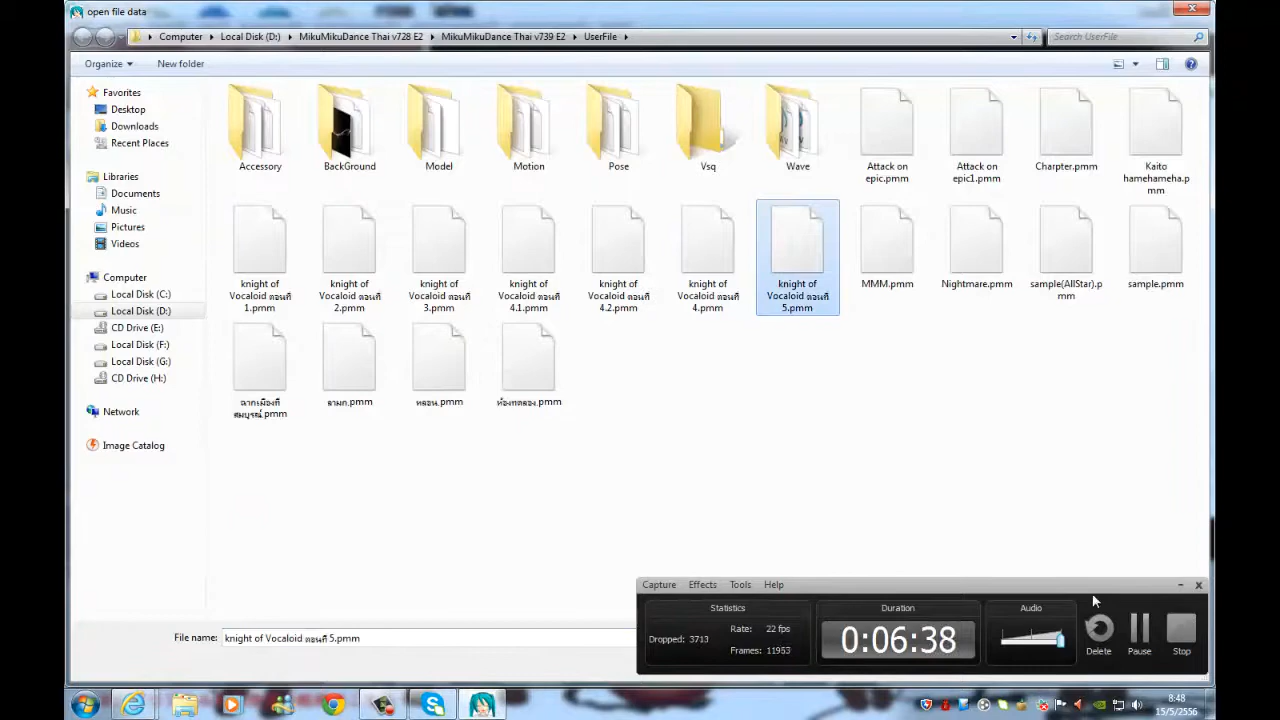 open file data
Computer
Local Disk (D:)
MikuMikuDance Thai v728 E2
MikuMikuDance Thai v739 E2
UserFile
Search UserFile
Organize
New folder
Favorites
Desktop
Downloads
Recent Places
Libraries
Documents
Music
Pictures
Videos
Computer
Local Disk (C:)
Local Disk (D:)
CD Drive (E:)
Local Disk (F:)
Local Disk (G:)
CD Drive (H:)
Network
Image Catalog
Accessory
BackGround
Model
Motion
Pose
Vsq
Wave
Attack on
epic.pmm
Attack on
epic1.pmm
Charpter.pmm
Kaito
hamehameha.p
mm
knight of
Vocaloid ตอนที่
1.pmm
knight of
Vocaloid ตอนที่
2.pmm
knight of
Vocaloid ตอนที่
3.pmm
knight of
Vocaloid ตอนที่
4.1.pmm
knight of
Vocaloid ตอนที่
4.2.pmm
knight of
Vocaloid ตอนที่
4.pmm
knight of
Vocaloid ตอนที่
5.pmm
MMM.pmm
Nightmare.pmm
sample(AllStar).p
mm
sample.pmm
ฉากเมืองที่
สมบูรณ์.pmm
ลามก.pmm
หลอน.pmm
ห้องทดลอง.pmm
File name:
knight of Vocaloid ตอนที่ 5.pmm
Capture
Effects
Tools
Help
Statistics
Dropped: 3713
Rate: 22 fps
Frames: 11953
Duration
0:06:38
Audio
Delete
Pause
Stop
8:48
15/5/2556